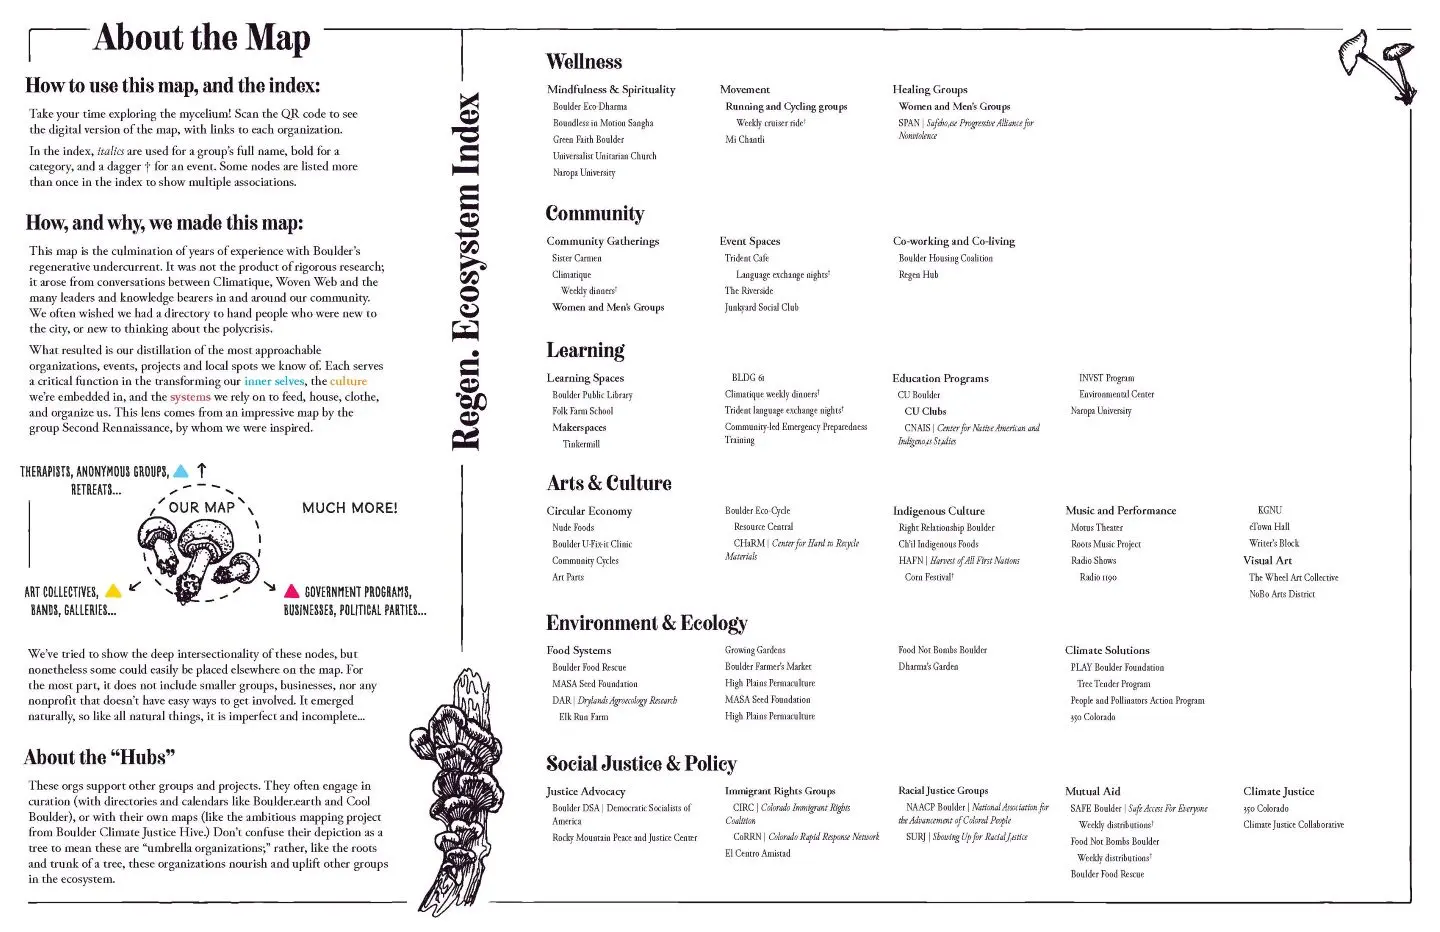 About the Map
How to use this map, and the index:
Take your time exploring the mycelium! Scan the QR code to see
the digital version of the map, with links to each organization.
In the index, italics are used for a group's full name, bold for a
category, and a dagger † for an event. Some nodes are listed more
than once in the index to show multiple associations.
How, and why, we made this map:
This map is the culmination of years of experience with Boulder's
regenerative undercurrent. It was not the product of rigorous research;
it arose from conversations between Climatique, Woven Web and the
many leaders and knowledge bearers in and around our community.
We often wished we had a directory to hand people who were new to
the city, or new to thinking about the polycrisis.
What resulted is our distillation of the most approachable
organizations, events, projects and local spots we know of. Each serves
a critical function in the transforming our inner selves, the culture
we're embedded in, and the systems we rely on to feed, house, clothe,
and organize us. This lens comes from an impressive map by the
group Second Rennaissance, by whom we were inspired.
THERAPISTS, ANONYMOUS GROUPS,
RETREATS...
OUR MAP
MUCH MORE!
ART COLLECTIVES,
BANDS, GALLERIES...
GOVERNMENT PROGRAMS,
BUSINESSES, POLITICAL PARTIES...
We've tried to show the deep intersectionality of these nodes, but
nonetheless some could easily be placed elsewhere on the map. For
the most part, it does not include smaller groups, businesses, nor any
nonprofit that doesn't have easy ways to get involved. It emerged
naturally, so like all natural things, it is imperfect and incomplete...
About the “Hubs”
These orgs support other groups and projects. They often engage in
curation (with directories and calendars like Boulder.earth and Cool
Boulder), or with their own maps (like the ambitious mapping project
from Boulder Climate Justice Hive.) Don't confuse their depiction as a
tree to mean these are “umbrella organizations;” rather, like the roots
and trunk of a tree, these organizations nourish and uplift other groups
in the ecosystem.
Regen. Ecosystem Index
Wellness
Mindfulness & Spirituality
Boulder Eco-Dharma
Boundless in Motion Sangha
Green Faith Boulder
Universalist Unitarian Church
Naropa University
Movement
Running and Cycling groups
Weekly cruiser ride†
Mi Chantli
Healing Groups
Women and Men's Groups
SPAN | Safehouse Progressive Alliance for
Nonviolence
Community
Community Gatherings
Sister Carmen
Climatique
Weekly dinners†
Women and Men's Groups
Event Spaces
Trident Cafe
Language exchange nights†
The Riverside
Junkyard Social Club
Co-working and Co-living
Boulder Housing Coalition
Regen Hub
Learning
Learning Spaces
Boulder Public Library
Folk Farm School
Makerspaces
Tinkermill
BLDG 61
Climatique weekly dinners†
Trident language exchange nights†
Community-led Emergency Preparedness
Training
Education Programs
CU Boulder
CU Clubs
CNAIS | Center for Native American and
Indigenous Studies
INVST Program
Environmental Center
Naropa University
Arts & Culture
Circular Economy
Nude Foods
Boulder U-Fix-it Clinic
Community Cycles
Art Parts
Boulder Eco-Cycle
Resource Central
CHaRM | Center for Hard to Recycle
Materials
Indigenous Culture
Right Relationship Boulder
Ch'il Indigenous Foods
HAFN | Harvest of All First Nations
Corn Festival†
Music and Performance
Motus Theater
Roots Music Project
Radio Shows
Radio 1190
KGNU
eTown Hall
Writer's Block
Visual Art
The Wheel Art Collective
NoBo Arts District
Environment & Ecology
Food Systems
Boulder Food Rescue
MASA Seed Foundation
DAR | Drylands Agroecology Research
Elk Run Farm
Growing Gardens
Boulder Farmer's Market
High Plains Permaculture
MASA Seed Foundation
High Plains Permaculture
Food Not Bombs Boulder
Dharma's Garden
Climate Solutions
PLAY Boulder Foundation
Tree Tender Program
People and Pollinators Action Program
350 Colorado
Social Justice & Policy
Justice Advocacy
Boulder DSA | Democratic Socialists of
America
Rocky Mountain Peace and Justice Center
Immigrant Rights Groups
CIRC | Colorado Immigrant Rights
Coalition
CoRRN | Colorado Rapid Response Network
El Centro Amistad
Racial Justice Groups
NAACP Boulder | National Association for
the Advancement of Colored People
SURJ | Showing Up for Racial Justice
Mutual Aid
SAFE Boulder | Safe Access For Everyone
Weekly distributions†
Food Not Bombs Boulder
Weekly distributions†
Boulder Food Rescue
Climate Justice
350 Colorado
Climate Justice Collaborative